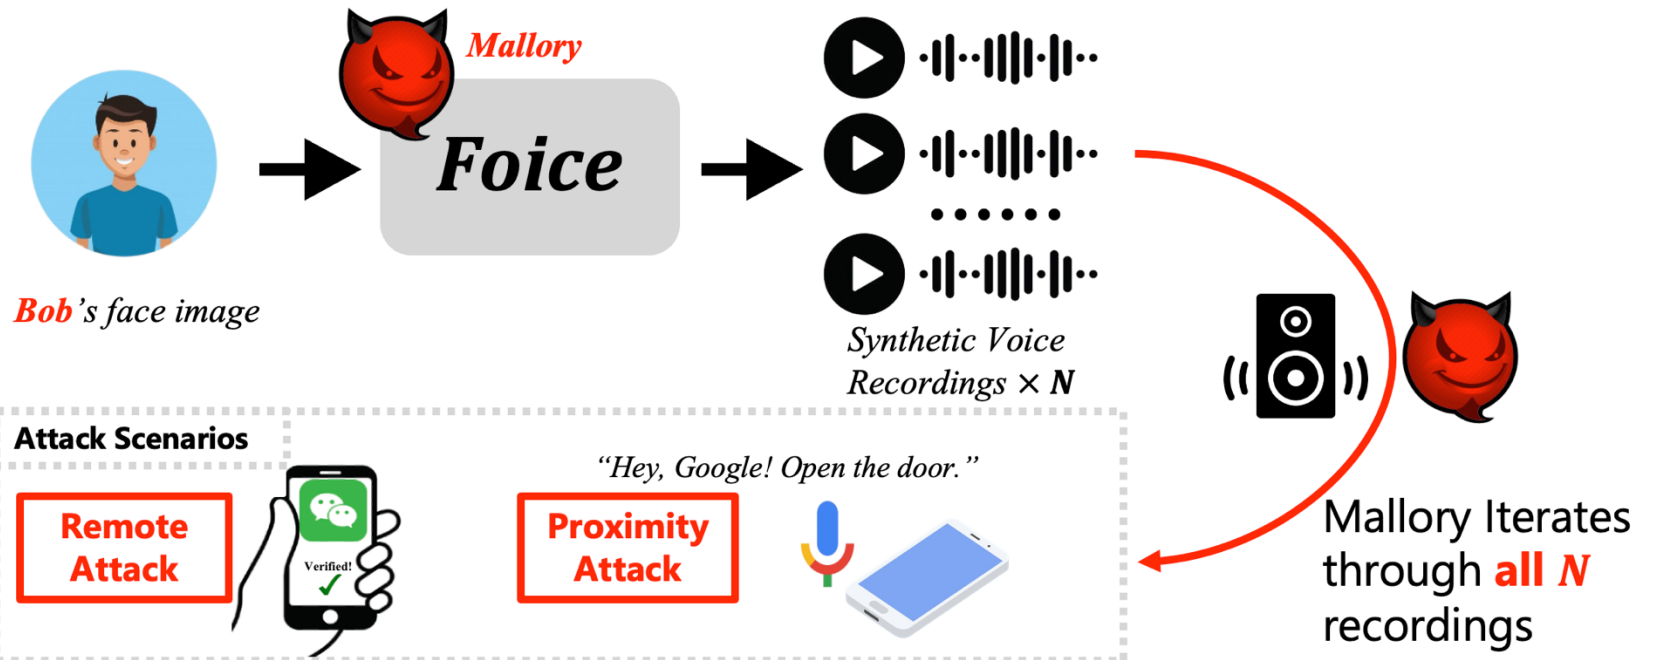 Mallory
Foice
Bob's face image
Synthetic Voice
Recordings × N
Attack Scenarios
Remote
Attack
Verified!
“Hey, Google! Open the door.”
Proximity
Attack
Mallory Iterates
through all N
recordings